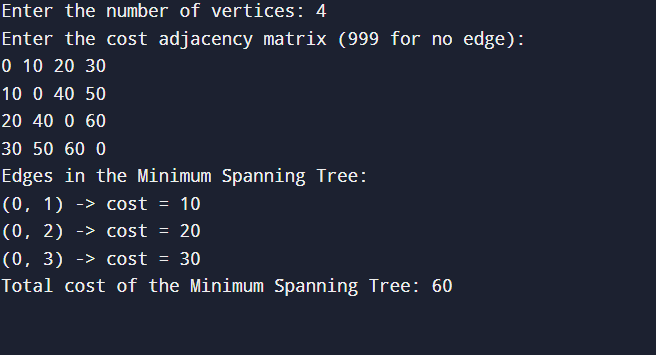 Enter the number of vertices: 4
Enter the cost adjacency matrix (999 for no edge):
0 10 20 30
10 0 40 50
20 40 0 60
30 50 60 0
Edges in the Minimum Spanning Tree:
(0, 1) -> cost = 10
(0, 2) -> cost = 20
(0, 3) -> cost = 30
Total cost of the Minimum Spanning Tree: 60